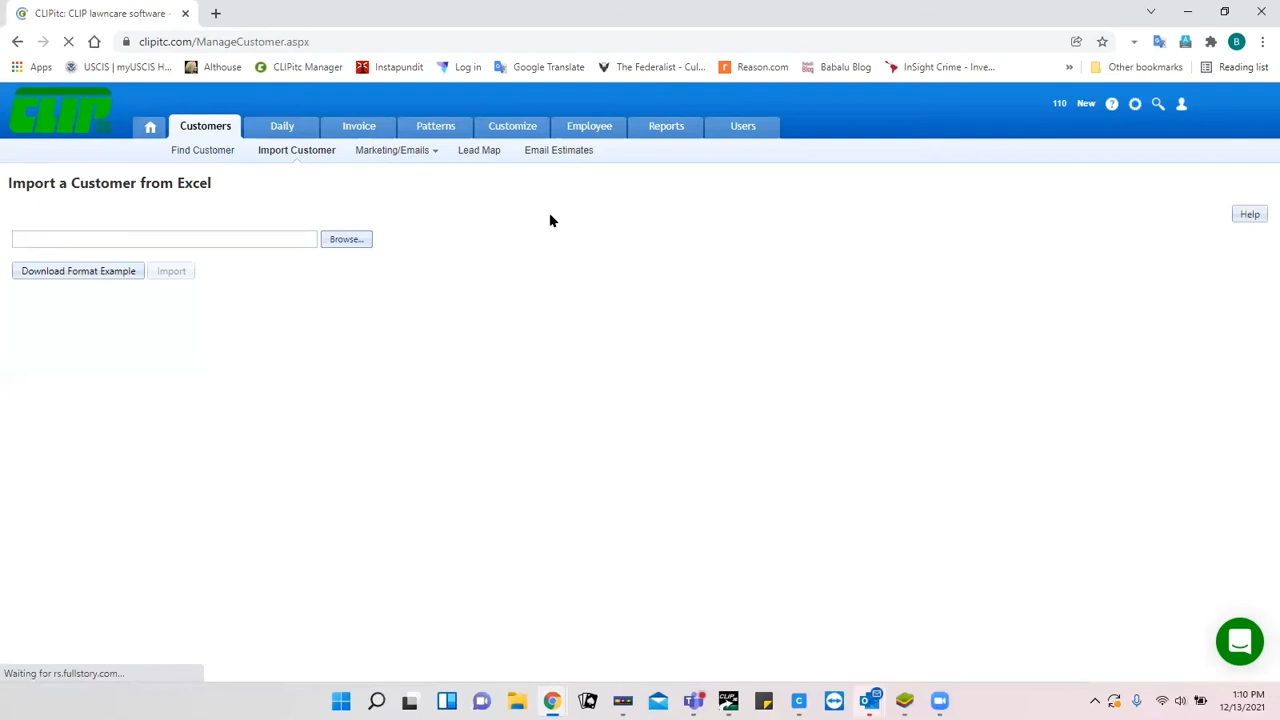 CLIPitc: CLIP lawncare software -
clipitc.com/ManageCustomer.aspx
B
Apps USCIS | myUSCIS H... Althouse CLIPitc Manager Instapundit Log in Google Translate The Federalist - Cul... Reason.com Babalu Blog InSight Crime - Inve... » Other bookmarks Reading list
CLIP
110 New
Customers Daily Invoice Patterns Customize Employee Reports Users
Find Customer Import Customer Marketing/Emails Lead Map Email Estimates
Import a Customer from Excel
Help
Browse...
Download Format Example Import
Waiting for rs.fullstory.com...
1:10 PM
12/13/2021